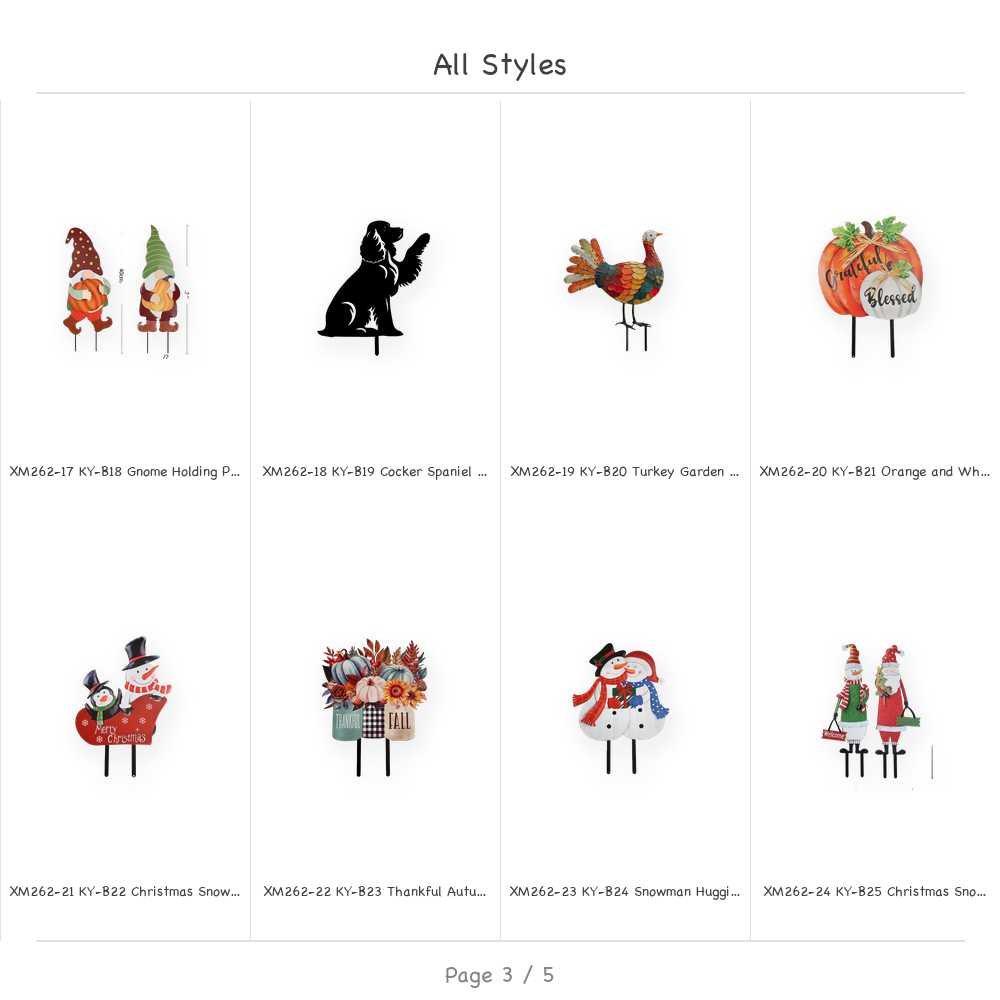 All Styles
40cm
Grateful
Blessed
XM262-17 KY-B18 Gnome Holding P...
XM262-18 KY-B19 Cocker Spaniel ...
XM262-19 KY-B20 Turkey Garden ...
XM262-20 KY-B21 Orange and Wh...
Merry
Christmas
THANKFUL
FALL
Welcome
XM262-21 KY-B22 Christmas Snow...
XM262-22 KY-B23 Thankful Autu...
XM262-23 KY-B24 Snowman Huggi...
XM262-24 KY-B25 Christmas Sno...
Page 3 / 5